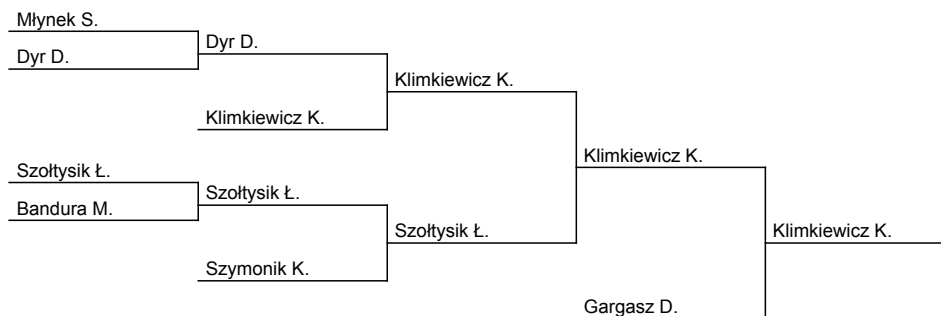 Młynek S.
Dyr D.
Dyr D.
Klimkiewicz K.
Klimkiewicz K.
Szołtysik Ł.
Bandura M.
Szołtysik Ł.
Szymonik K.
Szołtysik Ł.
Klimkiewicz K.
Gargasz D.
Klimkiewicz K.